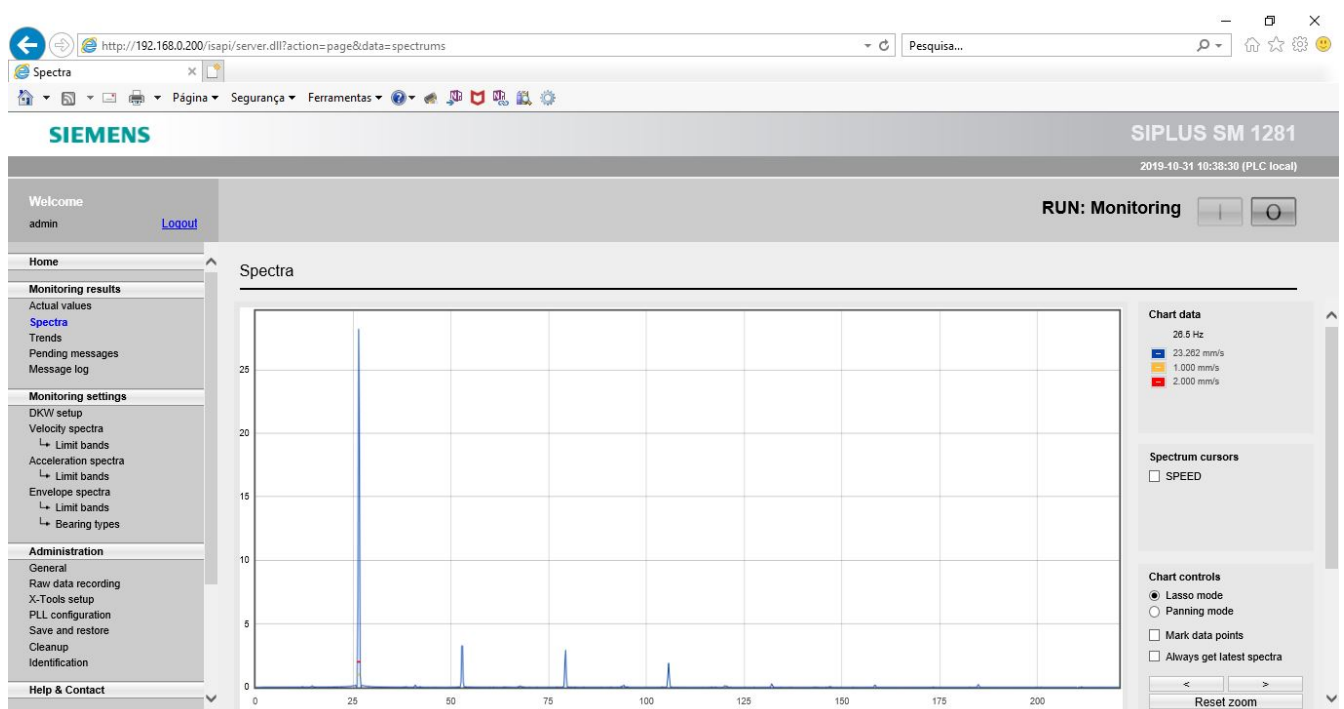 http://192.168.0.200/isapi/server.dll?action=page&data=spectrums
Pesquisa...
Spectra
Página
Segurança
Ferramentas
SIEMENS
SIPLUS SM 1281
2019-10-31 10:38:30 (PLC local)
Welcome
admin
Logout
RUN: Monitoring
I
O
Home
Monitoring results
Actual values
Spectra
Trends
Pending messages
Message log
Monitoring settings
DKW setup
Velocity spectra
Limit bands
Acceleration spectra
Limit bands
Envelope spectra
Limit bands
Bearing types
Administration
General
Raw data recording
X-Tools setup
PLL configuration
Save and restore
Cleanup
Identification
Help & Contact
Spectra
25
20
15
10
5
0
0 25 50 75 100 125 150 175 200
Chart data
26.5 Hz
23.262 mm/s
1.000 mm/s
2.000 mm/s
Spectrum cursors
SPEED
Chart controls
Lasso mode
Panning mode
Mark data points
Always get latest spectra
< >
Reset zoom